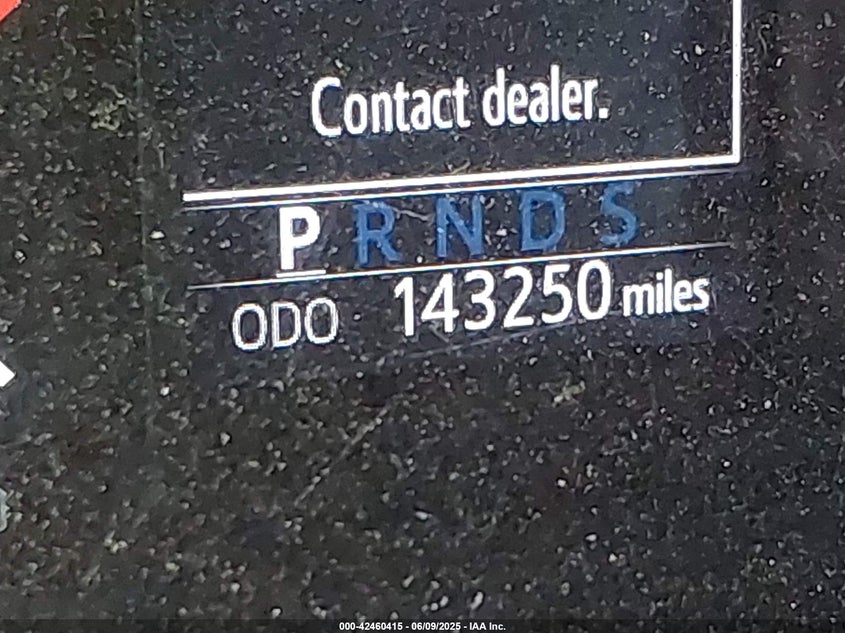 Contact dealer.
P R N D S
ODO 143250 miles
000-42460415 - 06/09/2025 - IAA Inc.